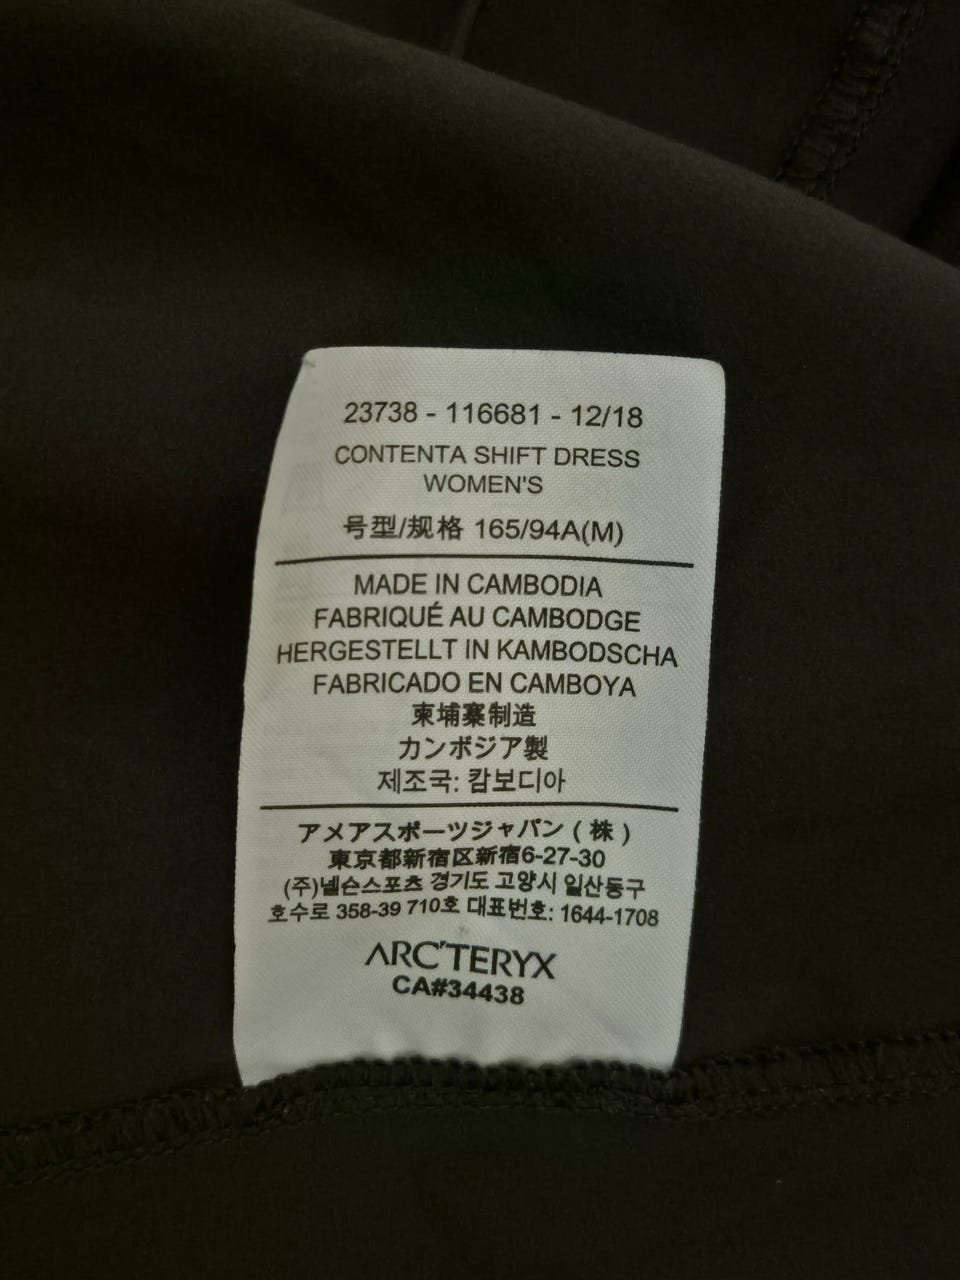 23738 - 116681 - 12/18
CONTENTA SHIFT DRESS
WOMEN'S
号型/规格 165/94A(M)
MADE IN CAMBODIA
FABRIQUÉ AU CAMBODGE
HERGESTELLT IN KAMBODSCHA
FABRICADO EN CAMBOYA
柬埔寨制造
カンボジア製
제조국: 캄보디아
アメアスポーツジャパン ( 株 )
東京都新宿区新宿6-27-30
(주)넬슨스포츠 경기도 고양시 일산동구
호수로 358-39 710호 대표번호: 1644-1708
ARC'TERYX
CA#34438